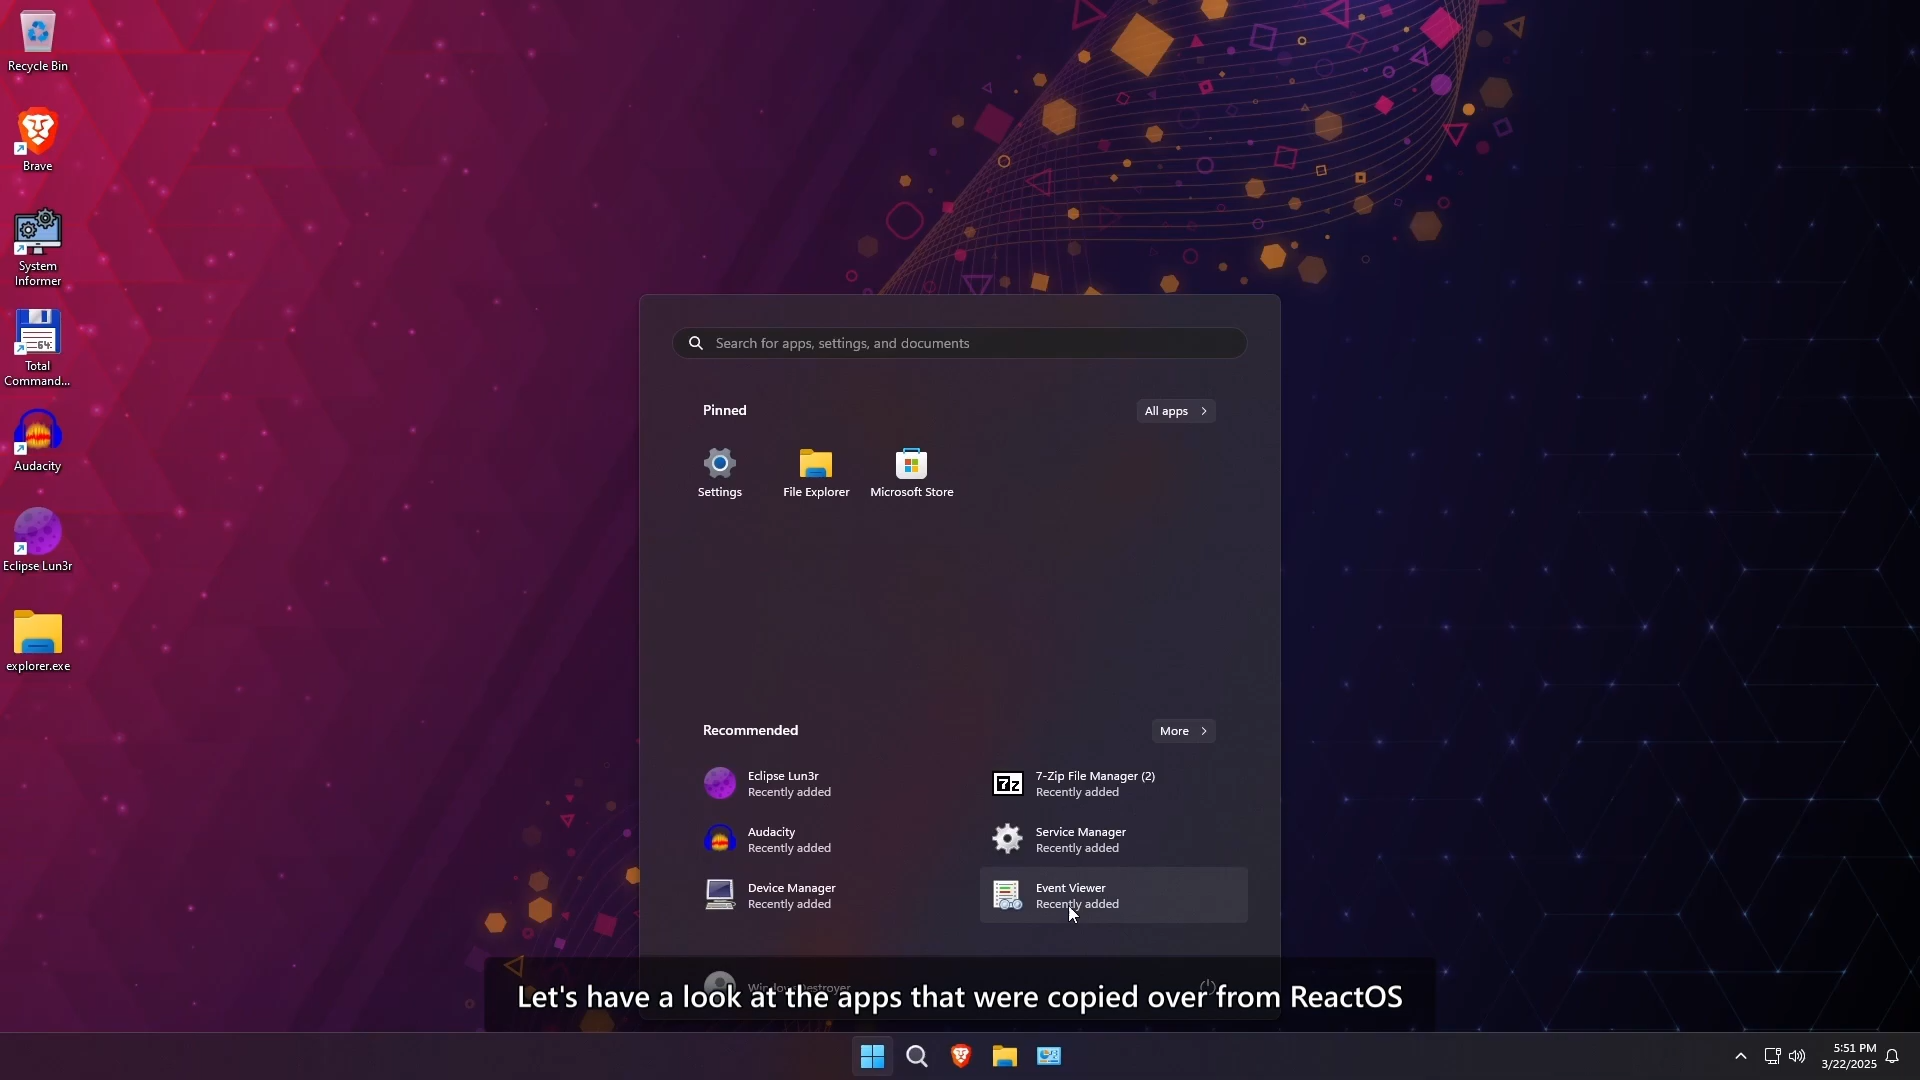 Recycle Bin
Brave
System
Informer
64
Total
Command...
Audacity
Eclipse Lun3r
explorer.exe
Search for apps, settings, and documents
Pinned
All apps
Settings
File Explorer
Microsoft Store
Recommended
More
Eclipse Lun3r
Recently added
7z
7-Zip File Manager (2)
Recently added
Audacity
Recently added
Service Manager
Recently added
Device Manager
Recently added
Event Viewer
Recently added
Let's have a look at the apps that were copied over from ReactOS
5:51 PM
3/22/2025